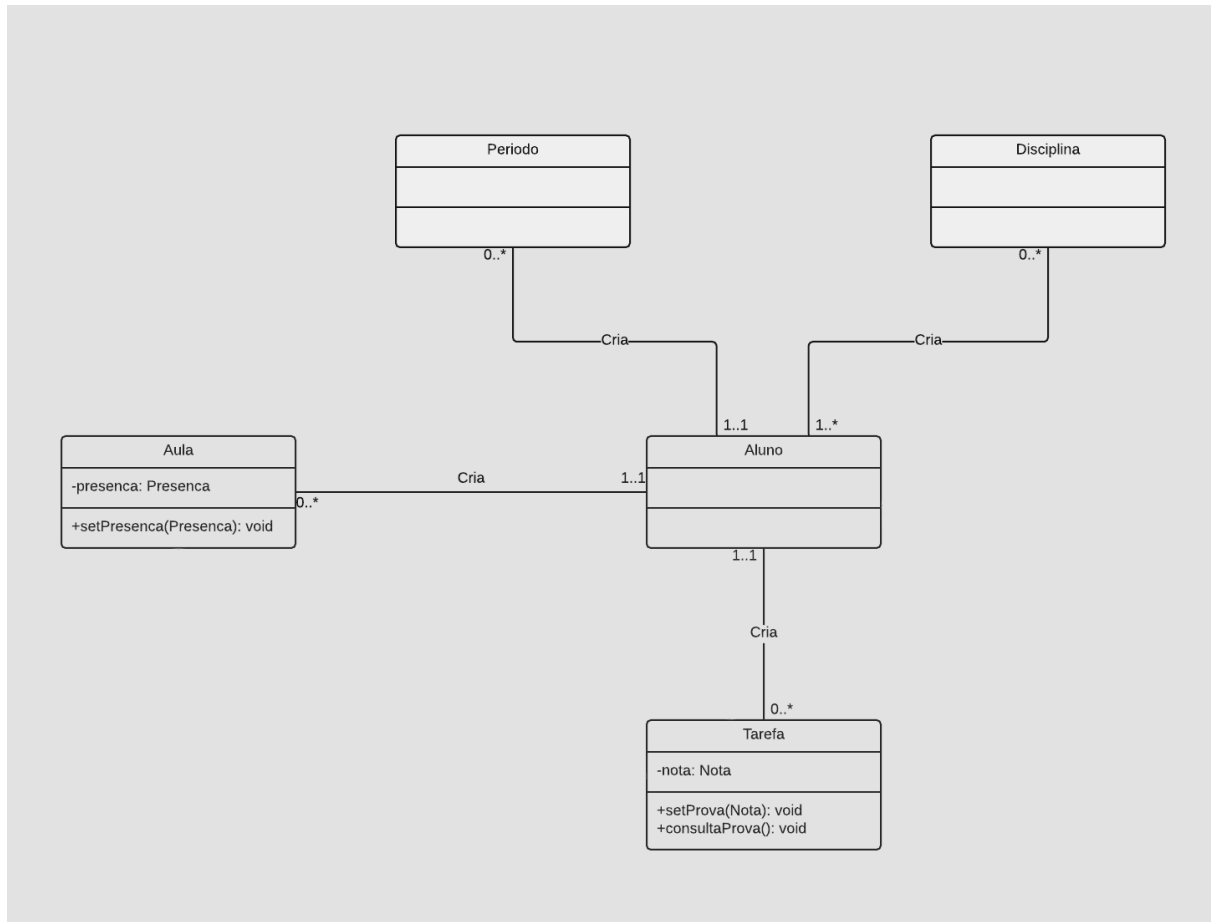 Periodo
Disciplina
0..*
0..*
Cria
Cria
1..1
1..*
Aula
Aluno
-presenca: Presenca
Cria
1..1
0..*
+setPresenca(Presenca): void
1..1
Cria
0..*
Tarefa
-nota: Nota
+setProva(Nota): void
+consultaProva(): void